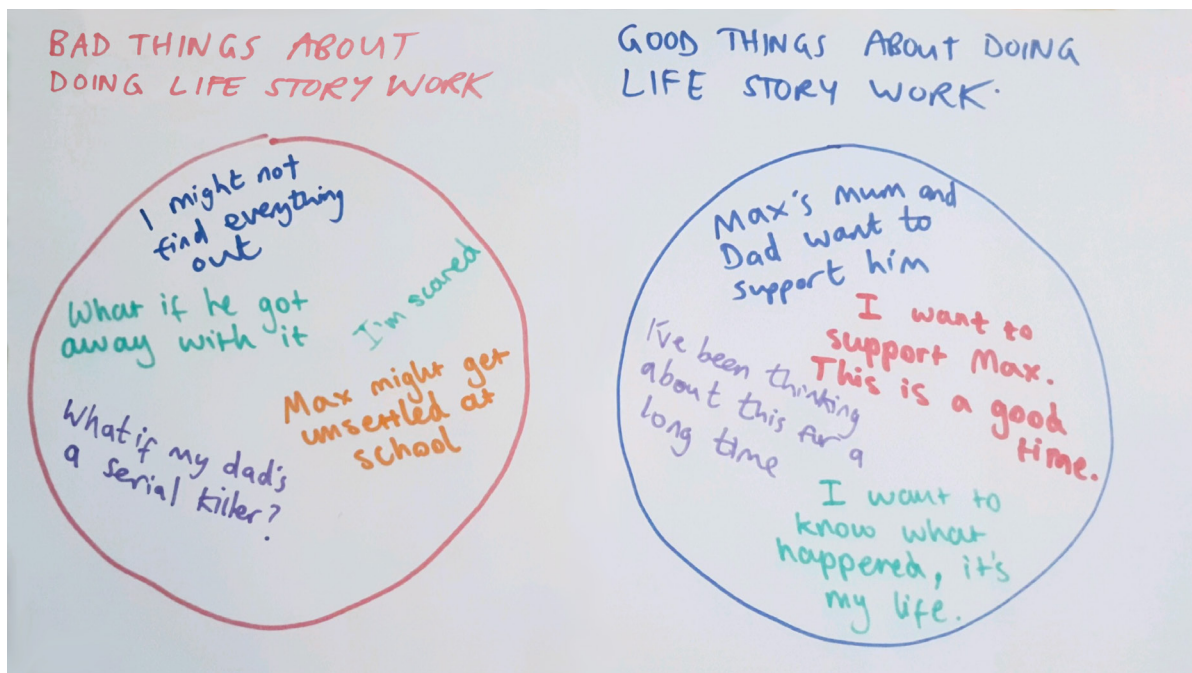 BAD THINGS ABOUT
DOING LIFE STORY WORK
I might not
find everything
out
What if he got
away with it
I'm scared
Max might get
unsettled at
school
What if my dad's
a serial killer?
GOOD THINGS ABOUT DOING
LIFE STORY WORK.
Max's mum and
Dad want to
support him
I want to
support Max.
This is a good
time.
I've been thinking
about this for a
long time
I want to
know what
happened, it's
my life.